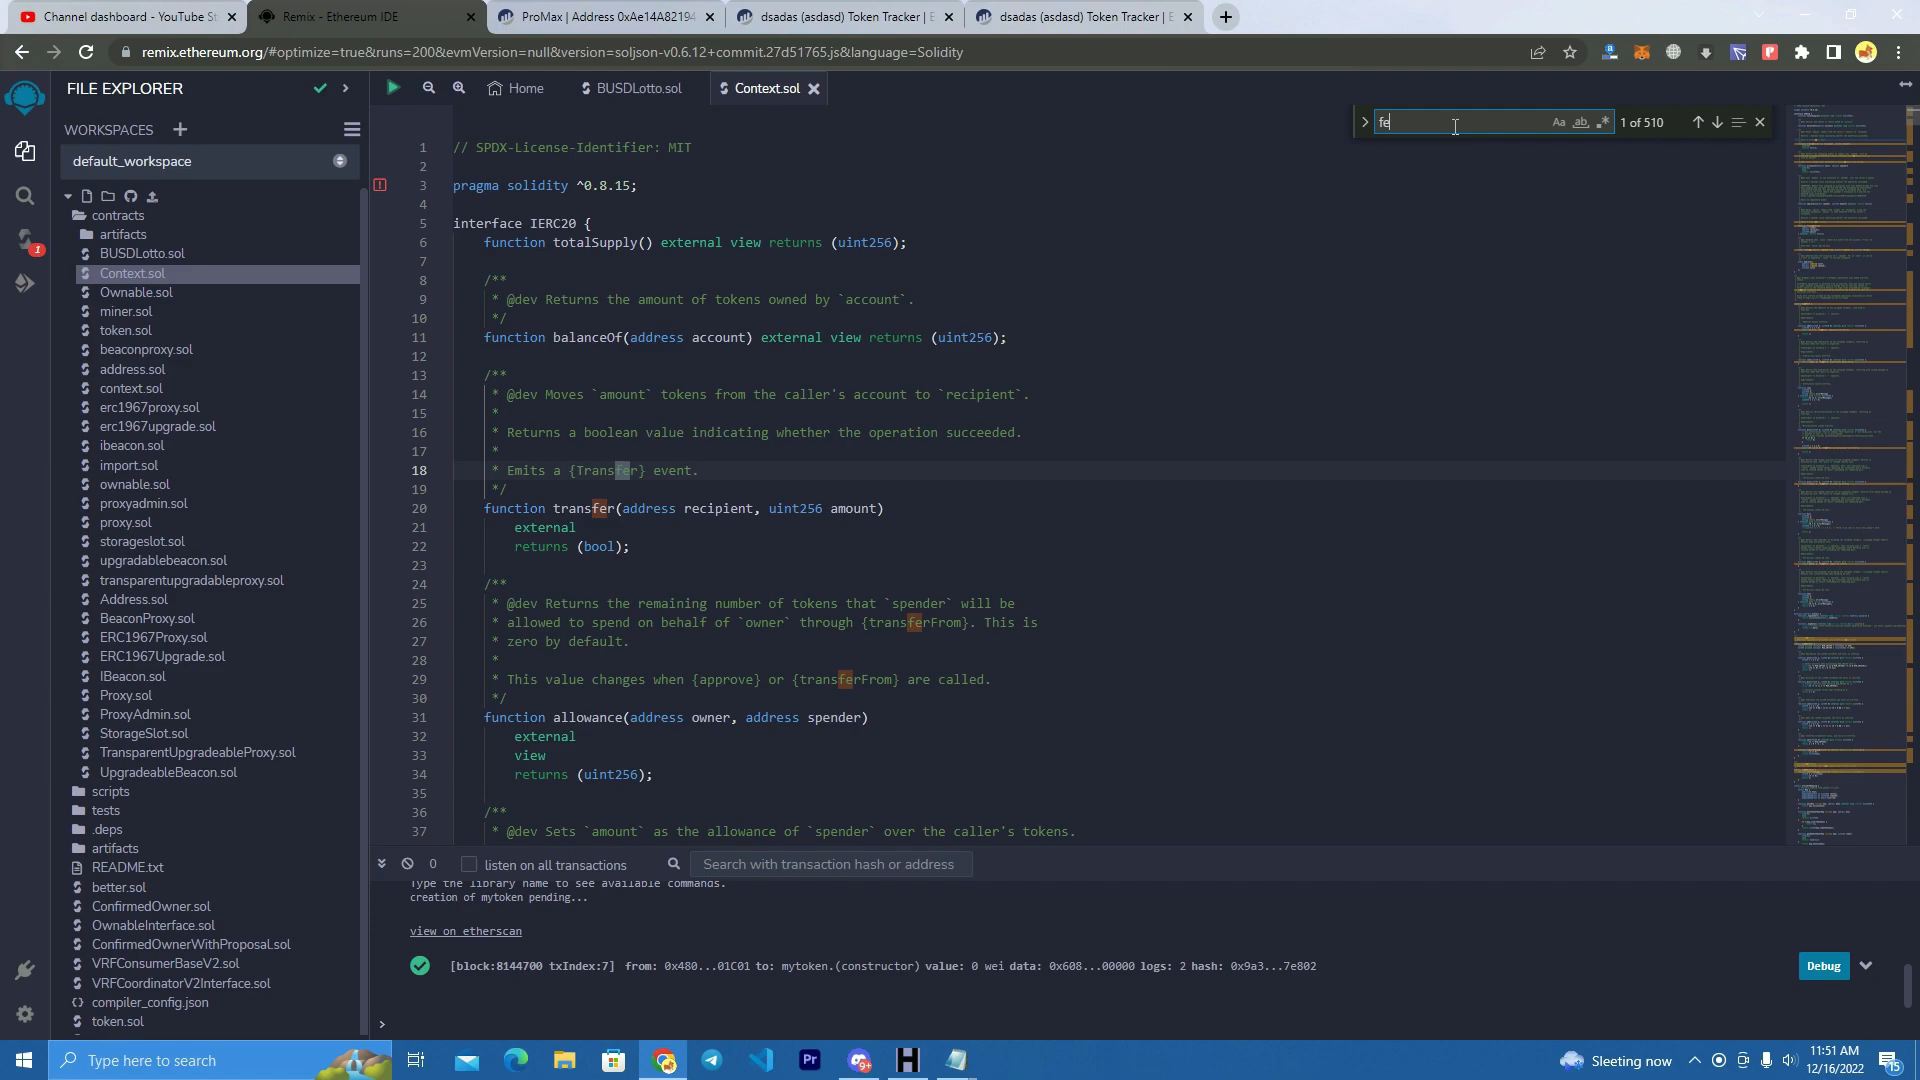 Channel dashboard - YouTube St
Remix - Ethereum IDE
ProMax | Address 0xAe14A82194
dsadas (asdasd) Token Tracker | E
dsadas (asdasd) Token Tracker | E
remix.ethereum.org/#optimize=true&runs=200&evmVersion=null&version=soljson-v0.6.12+commit.27d51765.js&language=Solidity
FILE EXPLORER
Home
BUSDLotto.sol
Context.sol
WORKSPACES
default_workspace
contracts
artifacts
BUSDLotto.sol
Context.sol
Ownable.sol
miner.sol
token.sol
beaconproxy.sol
address.sol
context.sol
erc1967proxy.sol
erc1967upgrade.sol
ibeacon.sol
import.sol
ownable.sol
proxyadmin.sol
proxy.sol
storageslot.sol
upgradablebeacon.sol
transparentupgradableproxy.sol
Address.sol
BeaconProxy.sol
ERC1967Proxy.sol
ERC1967Upgrade.sol
IBeacon.sol
Proxy.sol
ProxyAdmin.sol
StorageSlot.sol
TransparentUpgradeableProxy.sol
UpgradeableBeacon.sol
scripts
tests
.deps
artifacts
README.txt
better.sol
ConfirmedOwner.sol
OwnableInterface.sol
ConfirmedOwnerWithProposal.sol
VRFConsumerBaseV2.sol
VRFCoordinatorV2Interface.sol
compiler_config.json
token.sol
1
fe
Aa
ab
1 of 510
1 // SPDX-License-Identifier: MIT
2
3 pragma solidity ^0.8.15;
4
5 interface IERC20 {
6 function totalSupply() external view returns (uint256);
7
8 /**
9 * @dev Returns the amount of tokens owned by `account`.
10 */
11 function balanceOf(address account) external view returns (uint256);
12
13 /**
14 * @dev Moves `amount` tokens from the caller's account to `recipient`.
15 *
16 * Returns a boolean value indicating whether the operation succeeded.
17 *
18 * Emits a {Transfer} event.
19 */
20 function transfer(address recipient, uint256 amount)
21 external
22 returns (bool);
23
24 /**
25 * @dev Returns the remaining number of tokens that `spender` will be
26 * allowed to spend on behalf of `owner` through {transferFrom}. This is
27 * zero by default.
28 *
29 * This value changes when {approve} or {transferFrom} are called.
30 */
31 function allowance(address owner, address spender)
32 external
33 view
34 returns (uint256);
35
36 /**
37 * @dev Sets `amount` as the allowance of `spender` over the caller's tokens.
0
listen on all transactions
Search with transaction hash or address
Type the library name to see available commands.
creation of mytoken pending...
view on etherscan
[block:8144700 txIndex:7] from: 0x480...01C01 to: mytoken.(constructor) value: 0 wei data: 0x608...00000 logs: 2 hash: 0x9a3...7e802
Debug
>
Type here to search
Pr
9+
H
Sleeting now
11:51 AM
12/16/2022
15